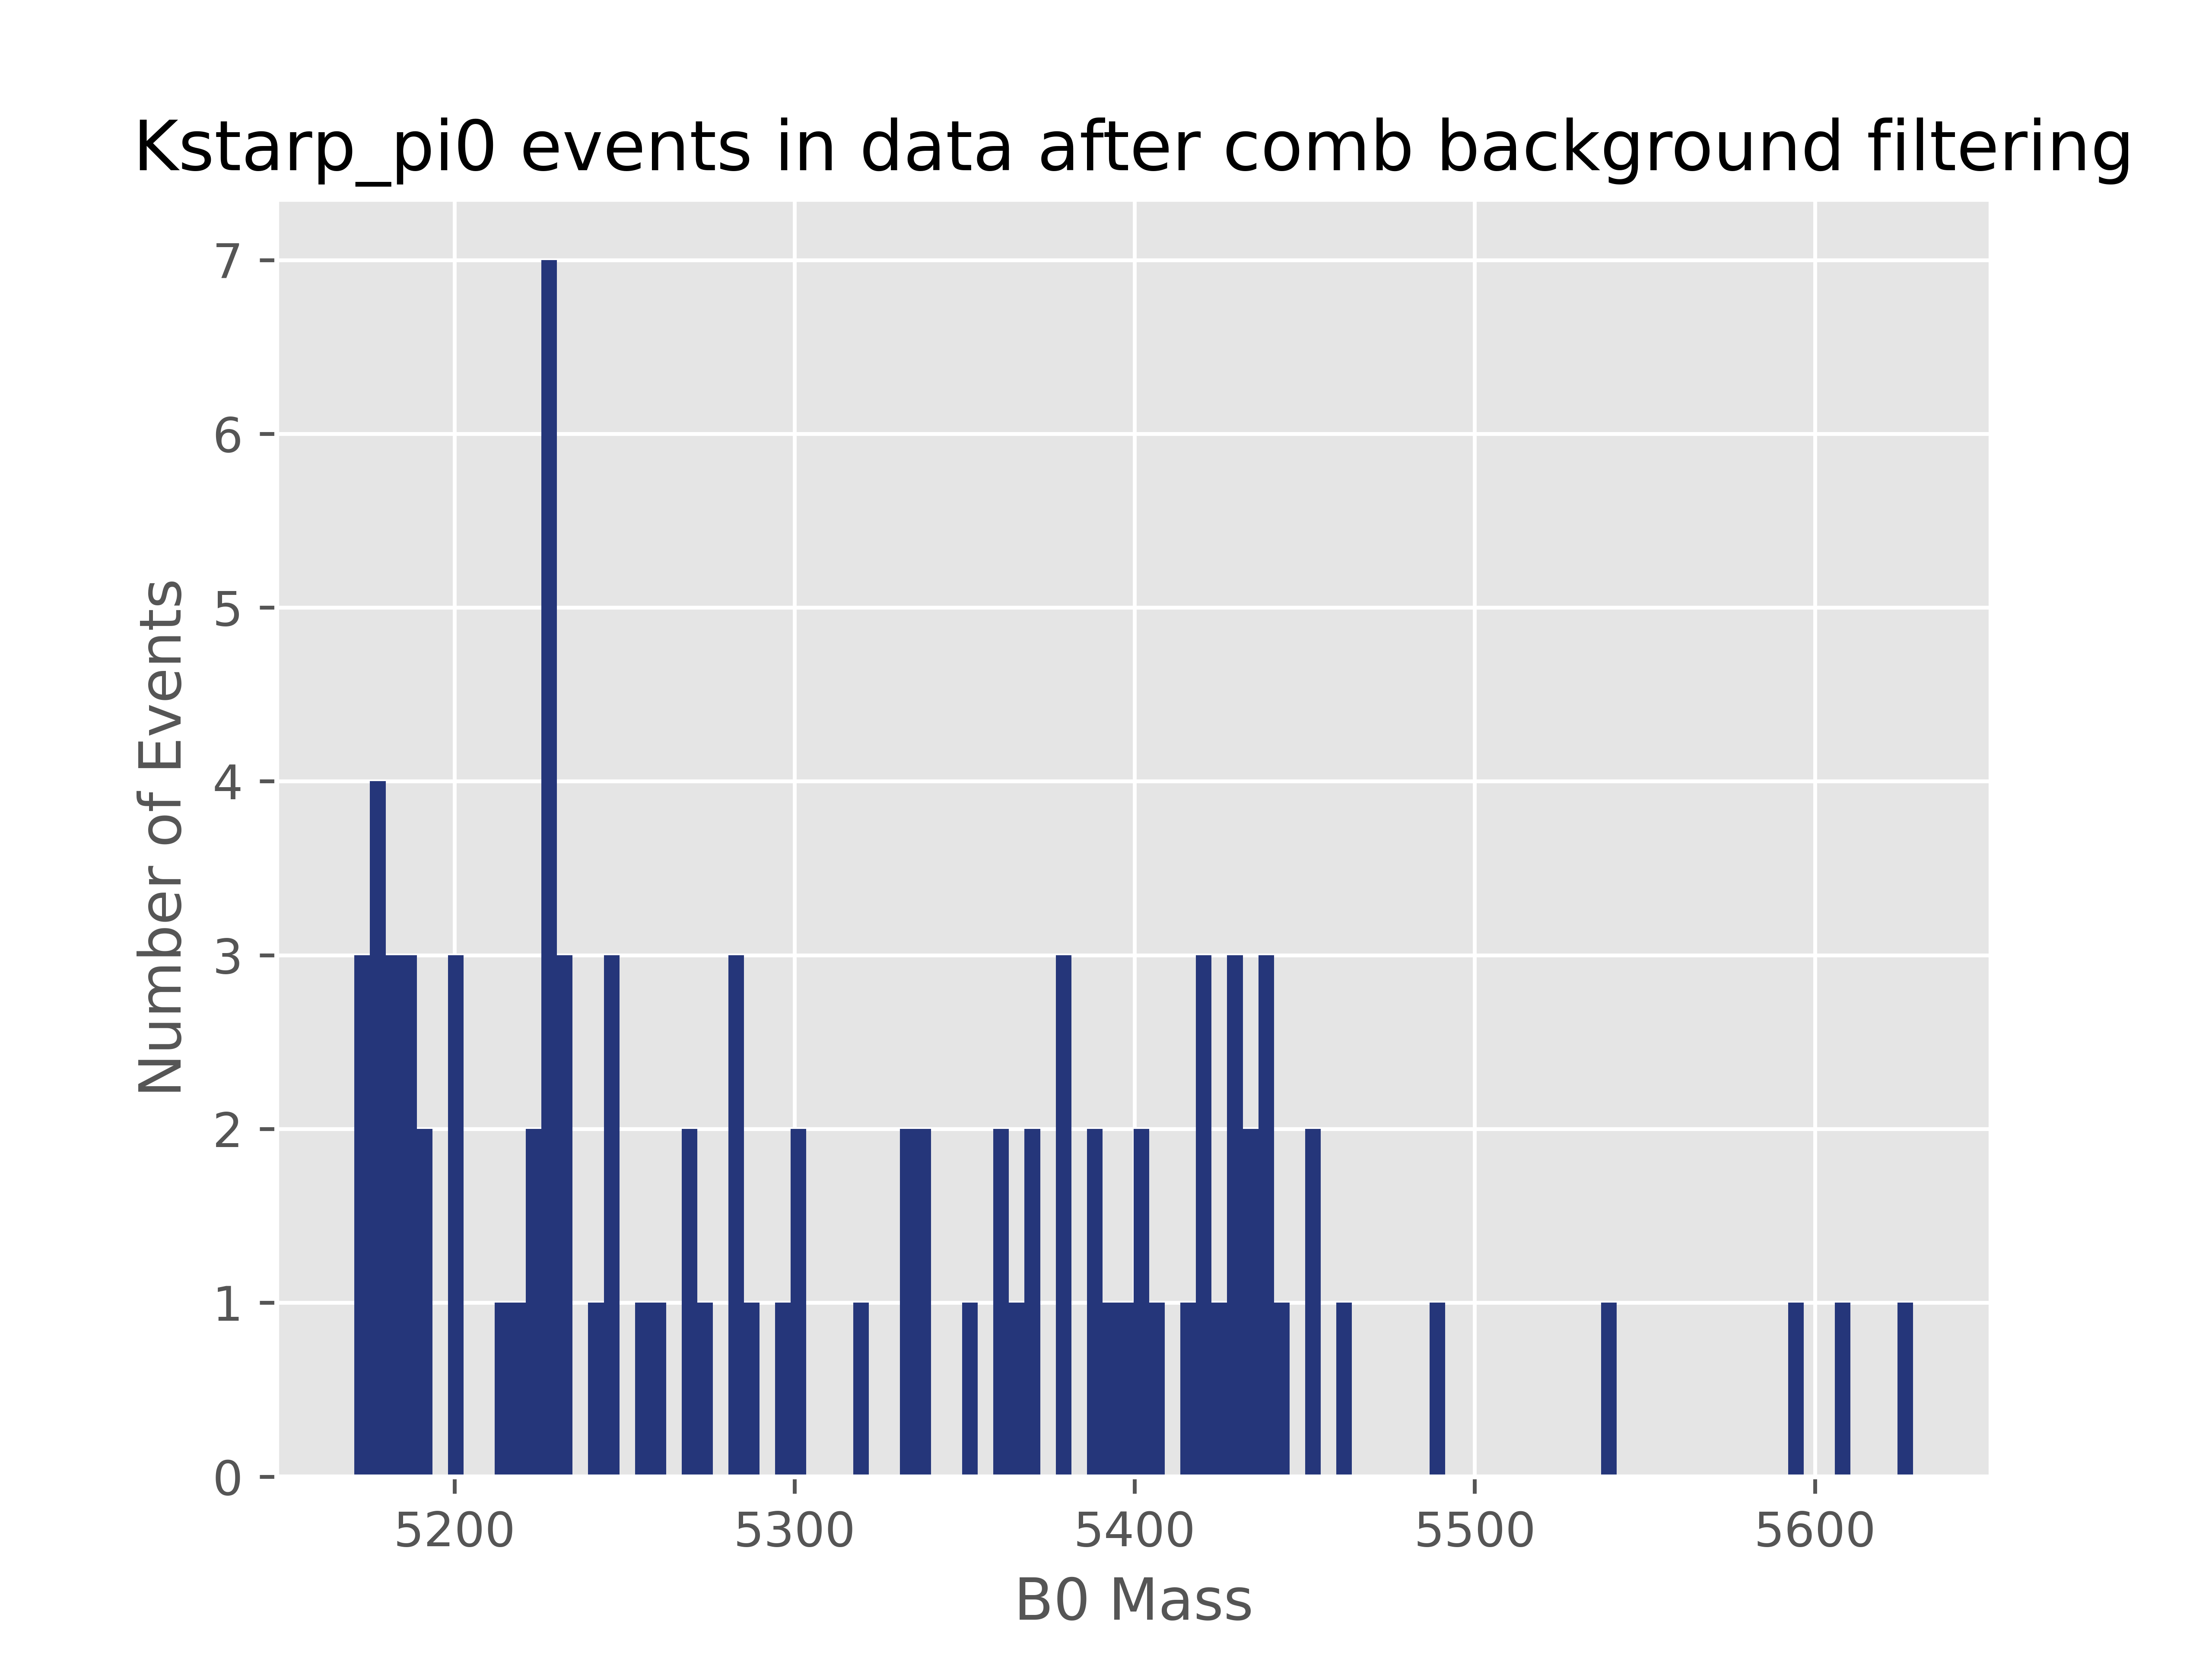 Kstarp_pi0 events in data after comb background filtering
Number of Events
7
6
5
4
3
2
1
0
5200 5300 5400 5500 5600
B0 Mass